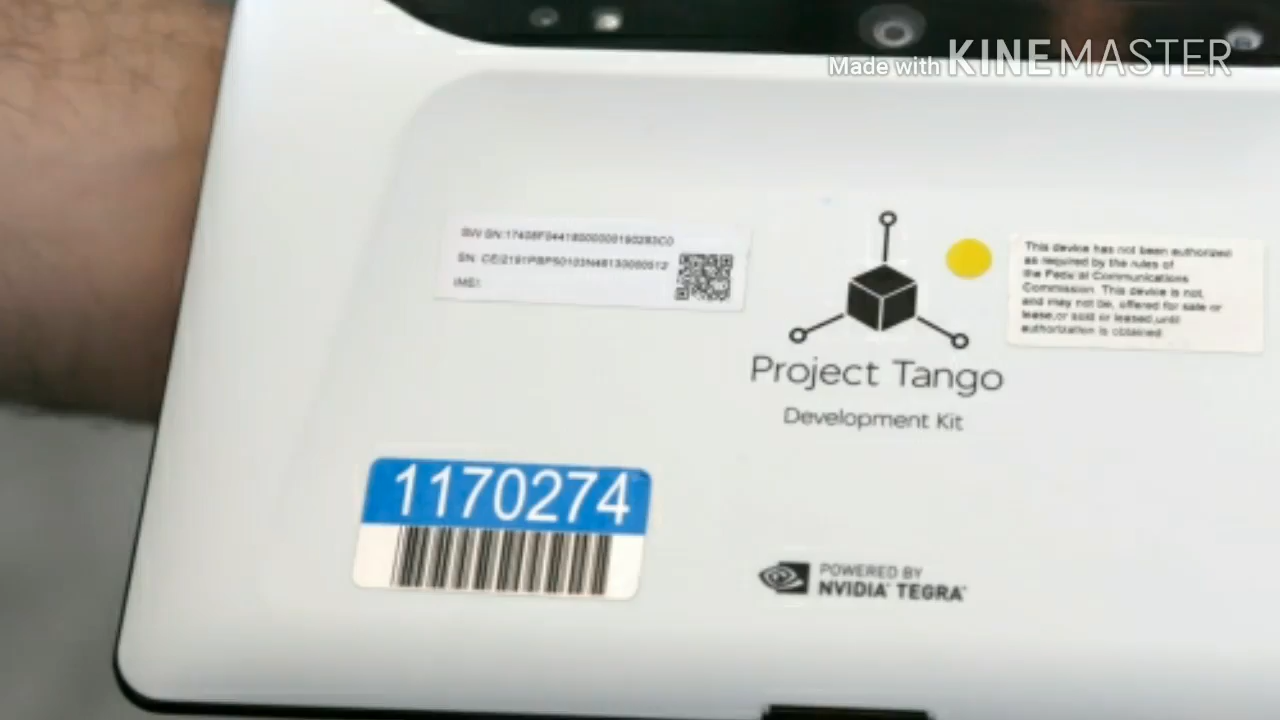 Made with KINEMASTER
IMEI:
This device has not been authorized
as required by the rules of
the Federal Communications
Commission. This device is not,
and may not be, offered for sale or
lease, or sold or leased, until
authorization is obtained.
Project Tango
Development Kit
1170274
POWERED BY
NVIDIA® TEGRA®